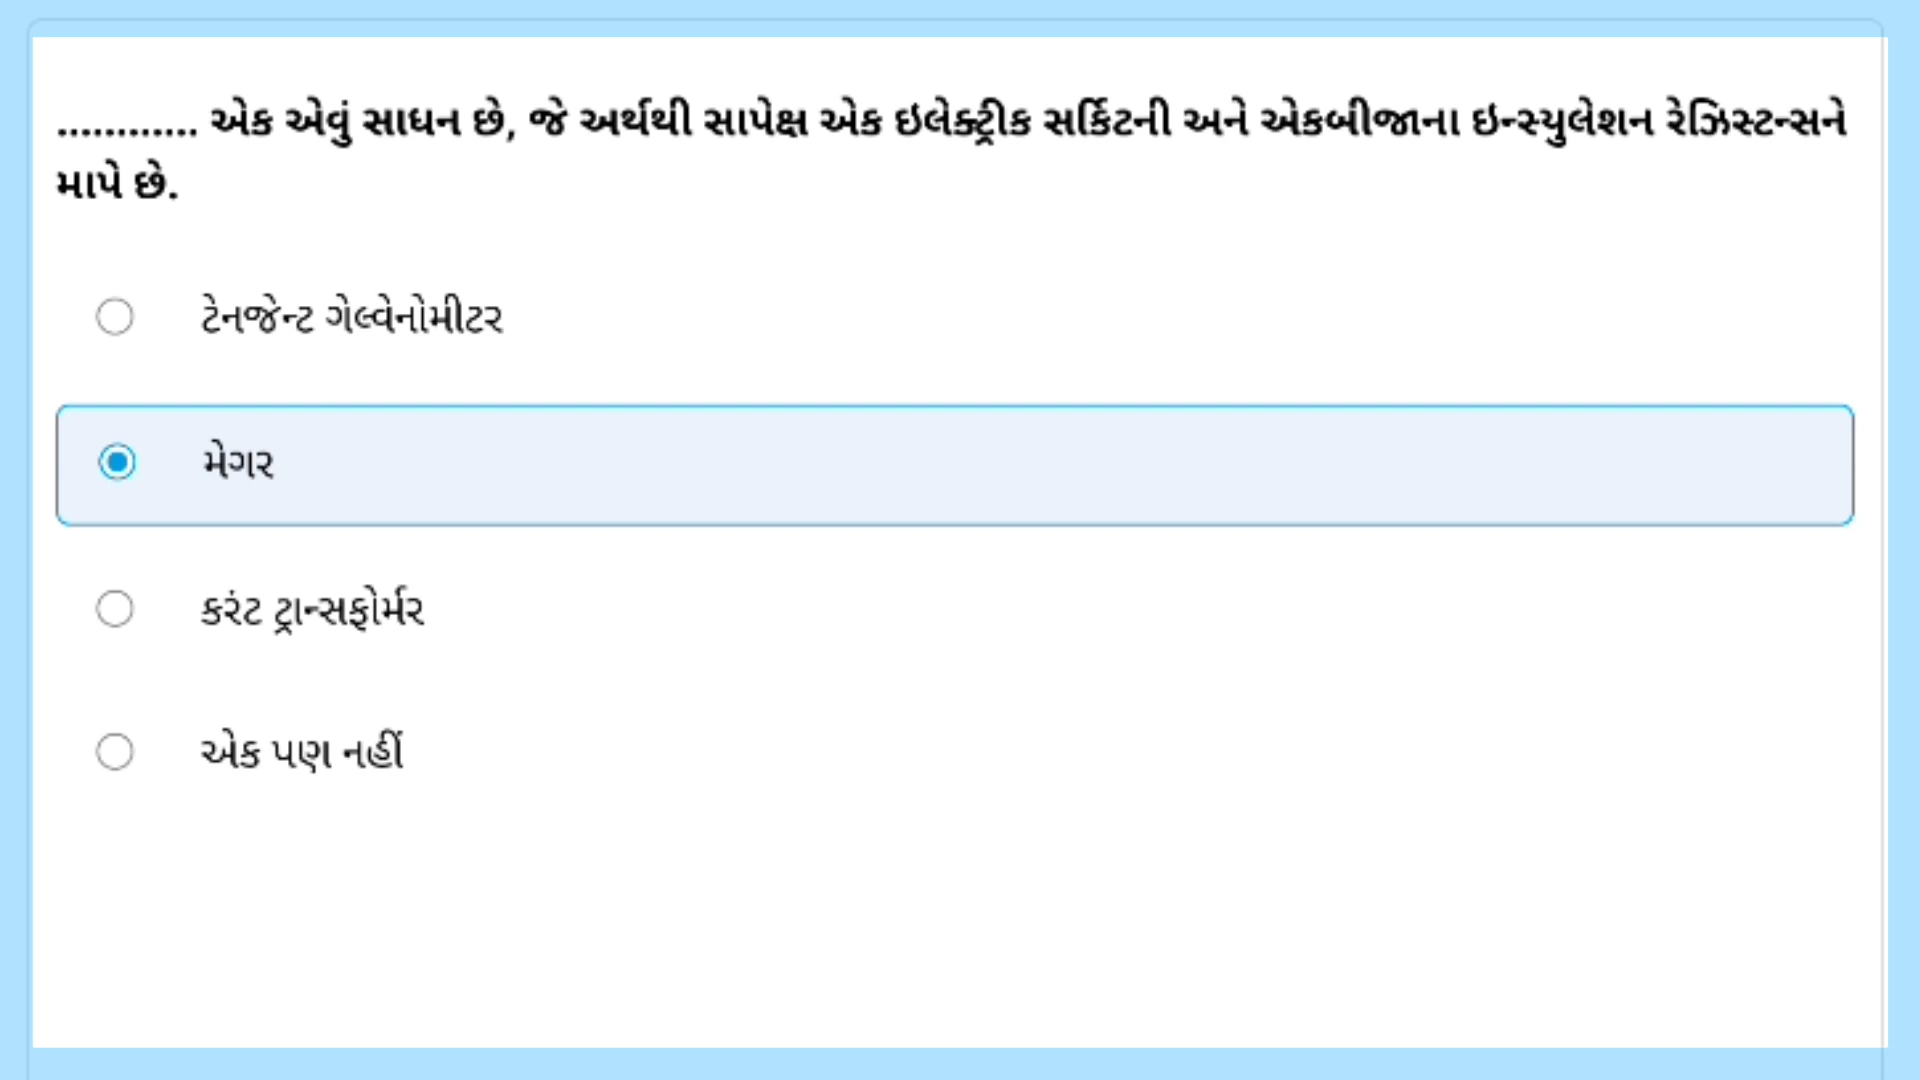 ............ એક એવું સાધન છે, જે અર્થથી સાપેક્ષ એક ઇલેક્ટ્રીક સર્કિટની અને એકબીજાના ઇન્સ્યુલેશન રેઝિસ્ટન્સને
માપે છે.
ટેનજેન્ટ ગેલ્વેનોમીટર
મેગર
કરંટ ટ્રાન્સફોર્મર
એક પણ નહીં